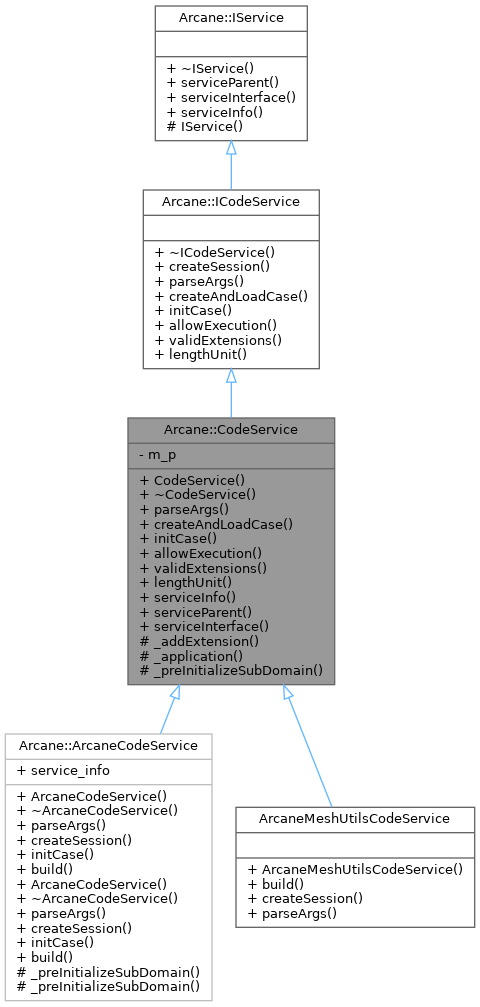 Arcane::IService
+ ~IService()
+ serviceParent()
+ serviceInterface()
+ serviceInfo()
# IService()
Arcane::ICodeService
+ ~ICodeService()
+ createSession()
+ parseArgs()
+ createAndLoadCase()
+ initCase()
+ allowExecution()
+ validExtensions()
+ lengthUnit()
Arcane::CodeService
- m_p
+ CodeService()
+ ~CodeService()
+ parseArgs()
+ createAndLoadCase()
+ initCase()
+ allowExecution()
+ validExtensions()
+ lengthUnit()
+ serviceInfo()
+ serviceParent()
+ serviceInterface()
# _addExtension()
# _application()
# _preInitializeSubDomain()
Arcane::ArcaneCodeService
+ service_info
+ ArcaneCodeService()
+ ~ArcaneCodeService()
+ parseArgs()
+ createSession()
+ initCase()
+ build()
+ ArcaneCodeService()
+ ~ArcaneCodeService()
+ parseArgs()
+ createSession()
+ initCase()
+ build()
# _preInitializeSubDomain()
# _preInitializeSubDomain()
ArcaneMeshUtilsCodeService
+ ArcaneMeshUtilsCodeService()
+ build()
+ createSession()
+ parseArgs()